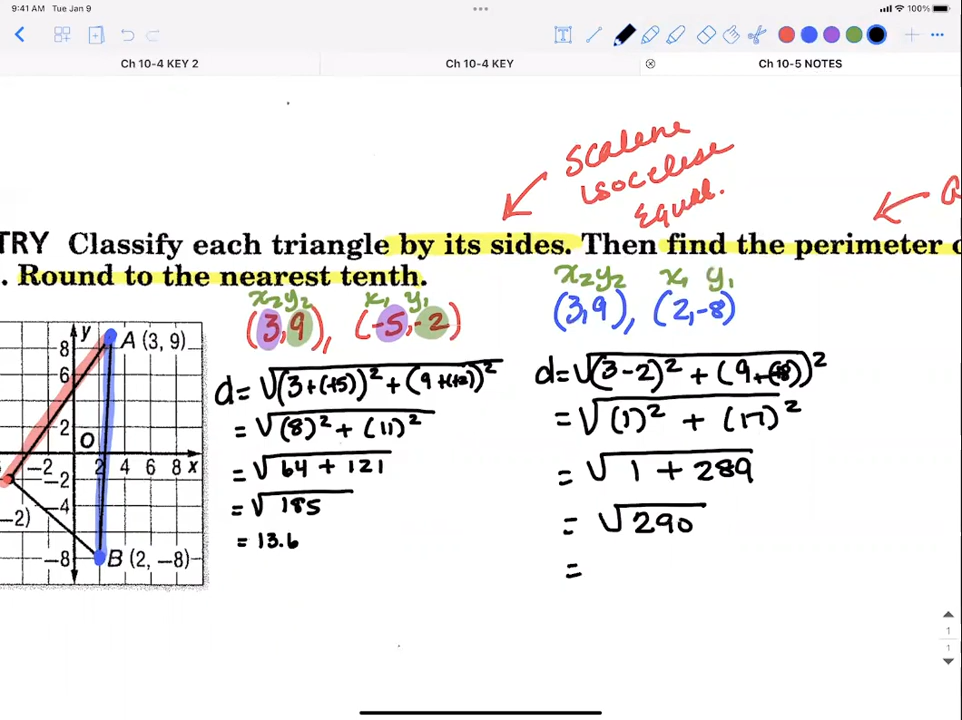 9:41 AM Tue Jan 9
100%
Ch 10-4 KEY 2
Ch 10-4 KEY
Ch 10-5 NOTES
Scalene
isocelese
Equal.
TRY Classify each triangle by its sides. Then find the perimeter o
. Round to the nearest tenth.
x₂ y₂ x₁ y₁
(3,9), (-5,-2)
d=√(3+(+5))²+(9+(+2))²
=√(8)²+(11)²
=√64+121
=√185
=13.6
x₂ y₂ x₁ y₁
(3,9), (2,-8)
d=√(3-2)²+(9+(+8))²
=√(1)²+(17)²
=√1+289
=√290
=
y
A (3, 9)
8
6
2
O
-2 2 4 6 8 x
-2
-2)
-4
-8
B (2, -8)
1
1